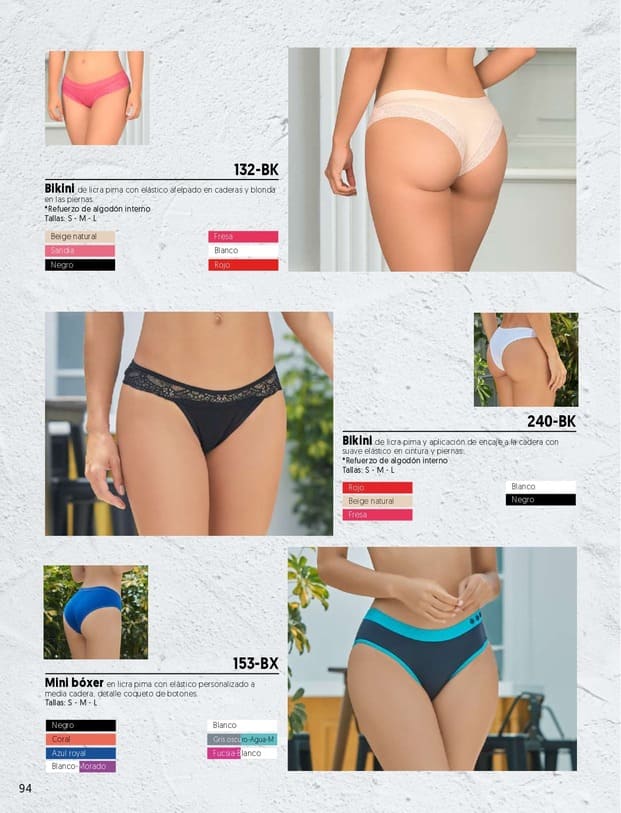 132-BK
Bikini de licra pima con elástico afelpado en caderas y blonda
en las piernas.
*Refuerzo de algodón interno
Tallas: S - M - L
Beige natural
Sandia
Negro
Fresa
Blanco
Rojo
240-BK
Bikini de licra pima y aplicación de encaje a la cadera con
suave elástico en cintura y piernas.
*Refuerzo de algodón interno
Tallas: S - M - L
Rojo
Beige natural
Fresa
Blanco
Negro
153-BX
Mini bóxer en licra pima con elástico personalizado a
media cadera, detalle coqueto de botones.
Tallas: S - M - L
Negro
Coral
Azul royal
Blanco-Morado
Blanco
Gris oscuro-Agua-M
Fucsia-Blanco
94